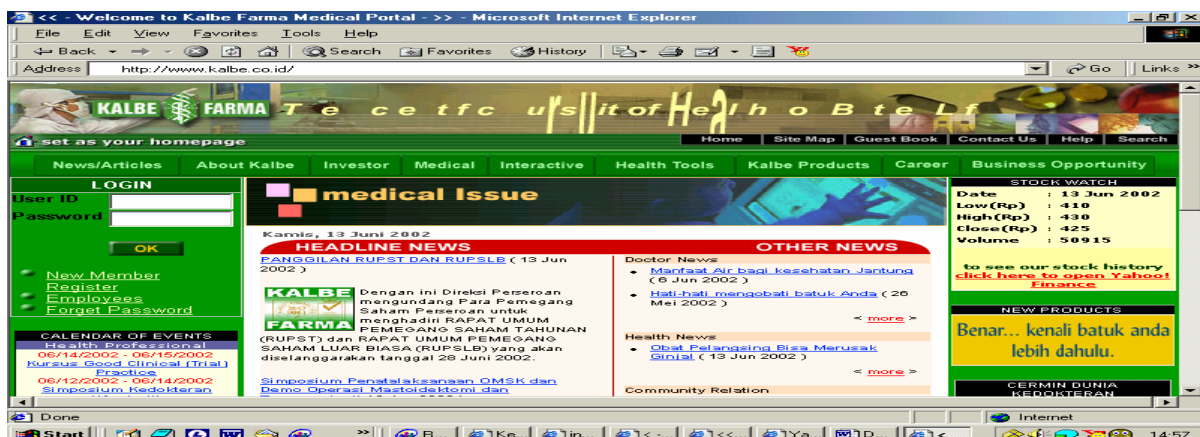 << - Welcome to Kalbe Farma Medical Portal - >> - Microsoft Internet Explorer
File Edit View Favorites Tools Help
Back Search Favorites History
Address http://www.kalbe.co.id/ Go Links »
KALBE FARMA
set as your homepage
Home Site Map Guest Book Contact Us Help Search
News/Articles About Kalbe Investor Medical Interactive Health Tools Kalbe Products Career Business Opportunity
LOGIN
User ID
Password
OK
New Member
Register
Employees
Forget Password
CALENDAR OF EVENTS
Health Professional
06/14/2002 - 06/15/2002
Kursus Good Clinical (Trial)
Practice
06/12/2002 - 06/14/2002
Simposium Kedokteran
medical Issue
Kamis, 13 Juni 2002
HEADLINE NEWS
PANGGILAN RUPST DAN RUPSLB ( 13 Jun
2002 )
KALBE
FARMA
Dengan ini Direksi Perseroan
mengundang Para Pemegang
Saham Perseroan untuk
menghadiri RAPAT UMUM
PEMEGANG SAHAM TAHUNAN
(RUPST) dan RAPAT UMUM PEMEGANG
SAHAM LUAR BIASA (RUPSLB) yang akan
diselanggarakan tanggal 28 Juni 2002.
Simposium Penatalaksanaan OMSK dan
Demo Operasi Mastoidektomi dan
OTHER NEWS
Doctor News
Manfaat Air bagi kesehatan Jantung
( 6 Jun 2002 )
Hati-hati mengobati batuk Anda ( 26
Mei 2002 )
< more >
Health News
Obat Pelangsing Bisa Merusak
Ginjal ( 13 Jun 2002 )
< more >
Community Relation
STOCK WATCH
Date : 13 Jun 2002
Low(Rp) : 410
High(Rp) : 430
Close(Rp) : 425
Volume : 50915
to see our stock history
click here to open Yahoo!
Finance
NEW PRODUCTS
Benar... kenali batuk anda
lebih dahulu.
CERMIN DUNIA
KEDOKTERAN
Done Internet
Start 14:57